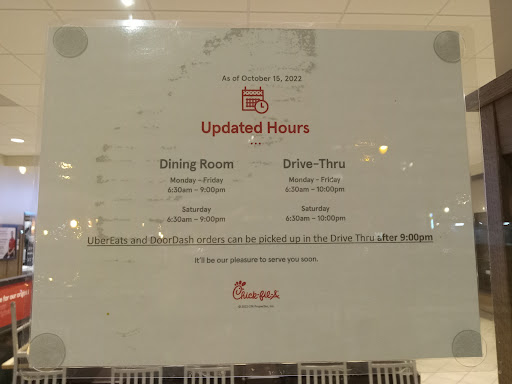 As of October 15, 2022
Updated Hours
Dining Room
Monday – Friday
6:30am – 9:00pm
Saturday
6:30am – 9:00pm
Drive-Thru
Monday – Friday
6:30am – 10:00pm
Saturday
6:30am – 10:00pm
UberEats and DoorDash orders can be picked up in the Drive Thru after 9:00pm
It'll be our pleasure to serve you soon.
Chick-fil-A